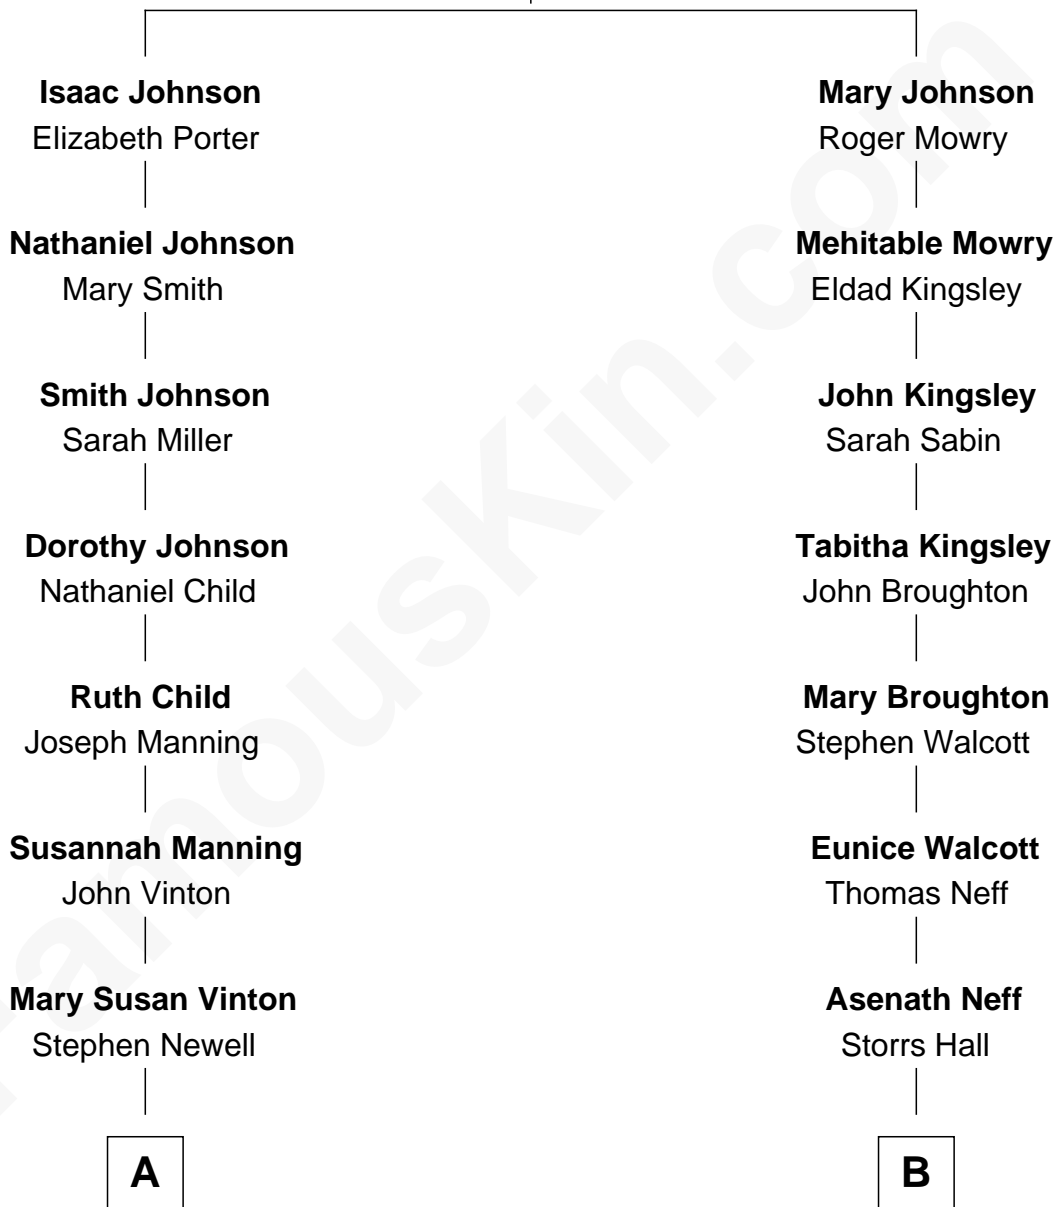 Isaac Johnson
Elizabeth Porter
Nathaniel Johnson
Mary Smith
Smith Johnson
Sarah Miller
Dorothy Johnson
Nathaniel Child
Ruth Child
Joseph Manning
Susannah Manning
John Vinton
Mary Susan Vinton
Stephen Newell
A
Mary Johnson
Roger Mowry
Mehitable Mowry
Eldad Kingsley
John Kingsley
Sarah Sabin
Tabitha Kingsley
John Broughton
Mary Broughton
Stephen Walcott
Eunice Walcott
Thomas Neff
Asenath Neff
Storrs Hall
B
FamousKin.com